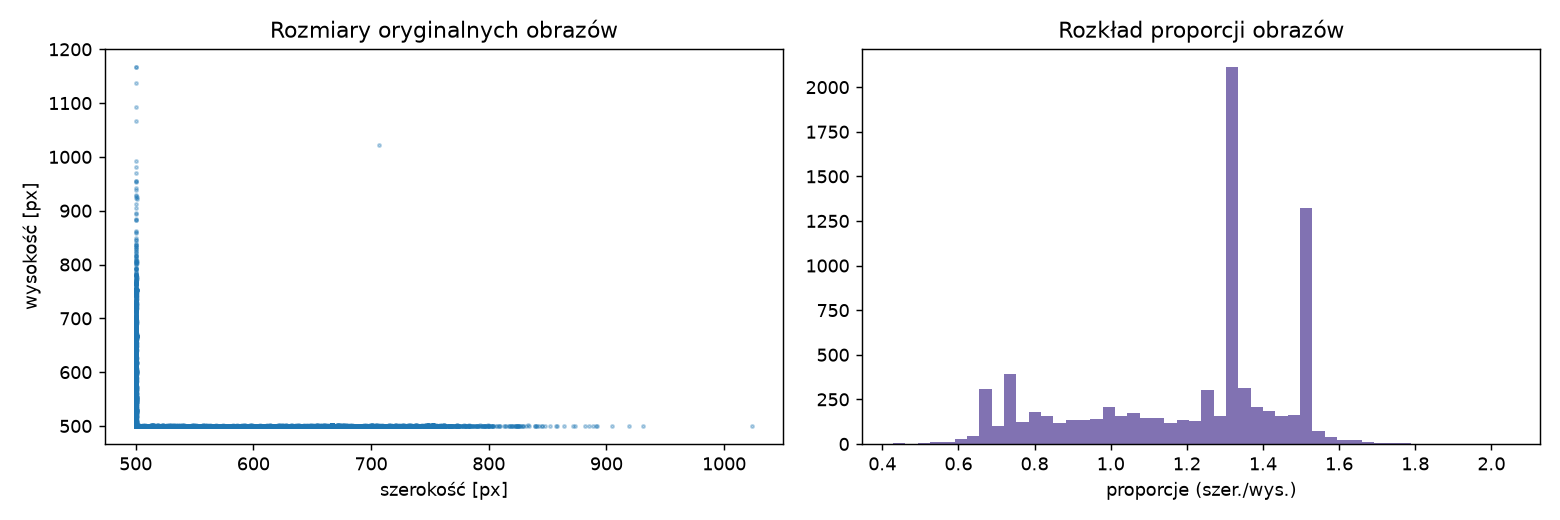 Rozmiary oryginalnych obrazów
1200
1100
1000
900
800
700
600
500
wysokość [px]
500 600 700 800 900 1000
szerokość [px]
Rozkład proporcji obrazów
2000
1750
1500
1250
1000
750
500
250
0
0.4 0.6 0.8 1.0 1.2 1.4 1.6 1.8 2.0
proporcje (szer./wys.)